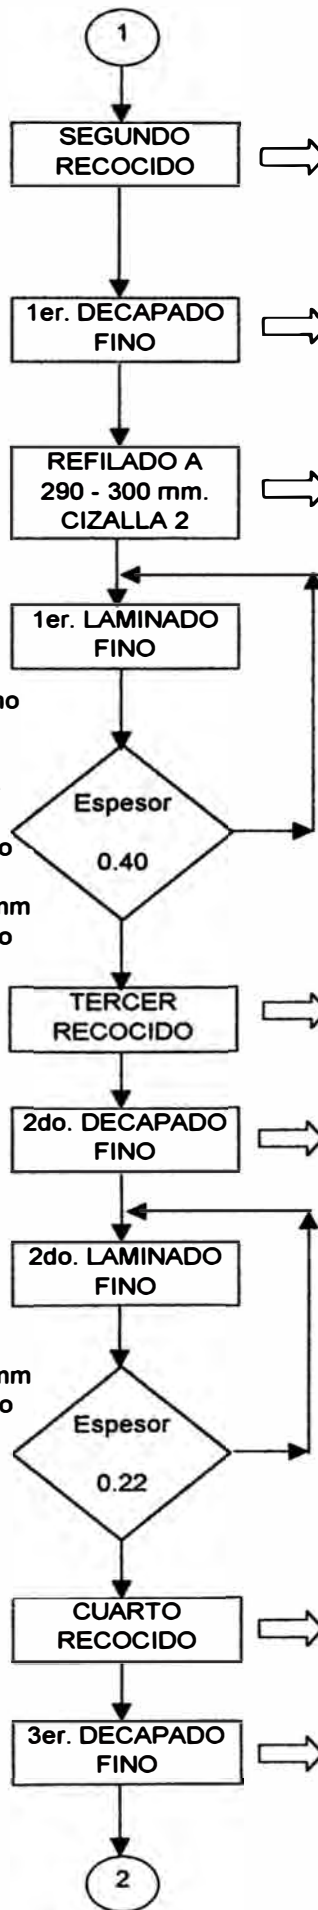 1
SEGUNDO
RECOCIDO
1er. DECAPADO
FINO
REFILADO A
290 - 300 mm.
CIZALLA 2
1er. LAMINADO
FINO
Espesor
0.40
TERCER
RECOCIDO
2do. DECAPADO
FINO
2do. LAMINADO
FINO
Espesor
0.22
CUARTO
RECOCIDO
3er. DECAPADO
FINO
2